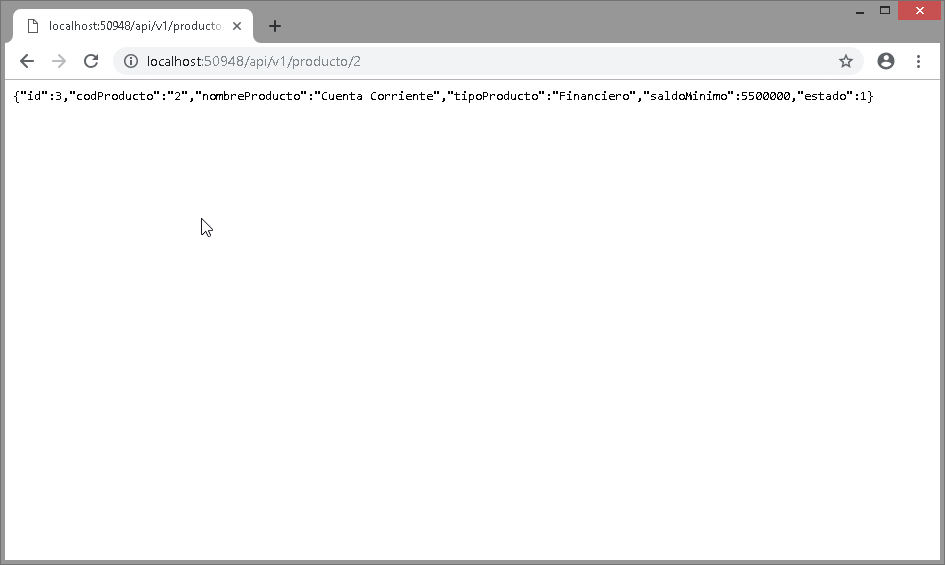 localhost:50948/api/v1/producto
localhost:50948/api/v1/producto/2
{"id":3,"codProducto":"2","nombreProducto":"Cuenta Corriente","tipoProducto":"Financiero","saldoMinimo":5500000,"estado":1}